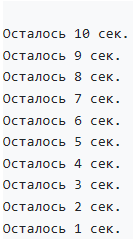 Осталось 10 сек.
Осталось 9 сек.
Осталось 8 сек.
Осталось 7 сек.
Осталось 6 сек.
Осталось 5 сек.
Осталось 4 сек.
Осталось 3 сек.
Осталось 2 сек.
Осталось 1 сек.